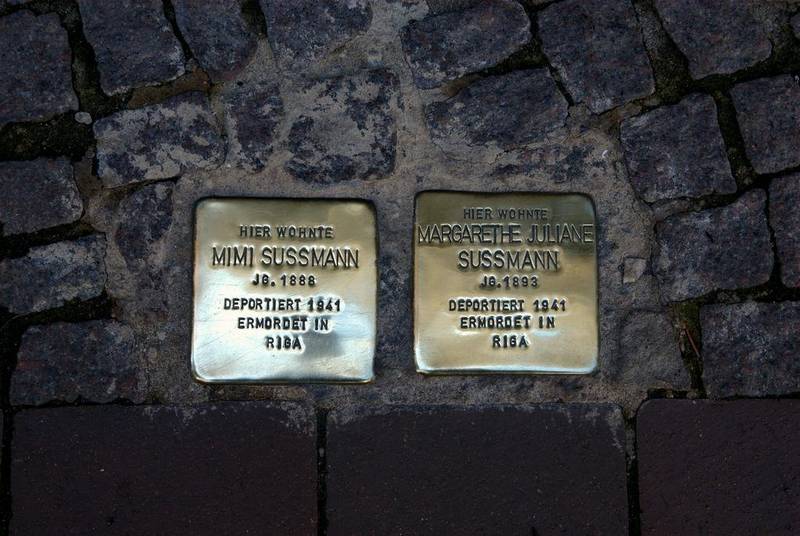 HIER WOHNTE
MIMI SUSSMANN
JG. 1888
DEPORTIERT 1941
ERMORDET IN
RIGA
HIER WOHNTE
MARGARETHE JULIANE
SUSSMANN
JG. 1893
DEPORTIERT 1941
ERMORDET IN
RIGA